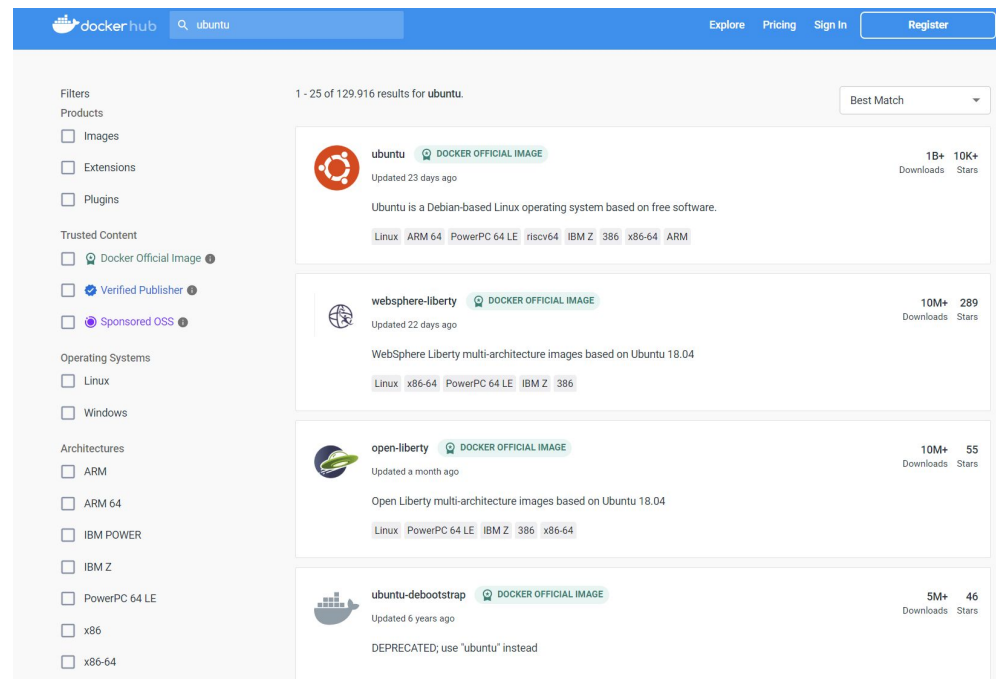 dockerhub ubuntu Explore Pricing Sign In Register
Filters
Products
Images
Extensions
Plugins
Trusted Content
Docker Official Image
Verified Publisher
Sponsored OSS
Operating Systems
Linux
Windows
Architectures
ARM
ARM 64
IBM POWER
IBM Z
PowerPC 64 LE
x86
x86-64
1 - 25 of 129.916 results for ubuntu.
Best Match
ubuntu DOCKER OFFICIAL IMAGE
1B+ 10K+
Updated 23 days ago
Downloads Stars
Ubuntu is a Debian-based Linux operating system based on free software.
Linux ARM 64 PowerPC 64 LE riscv64 IBM Z 386 x86-64 ARM
websphere-liberty DOCKER OFFICIAL IMAGE
10M+ 289
Updated 22 days ago
Downloads Stars
WebSphere Liberty multi-architecture images based on Ubuntu 18.04
Linux x86-64 PowerPC 64 LE IBM Z 386
open-liberty DOCKER OFFICIAL IMAGE
10M+ 55
Updated a month ago
Downloads Stars
Open Liberty multi-architecture images based on Ubuntu 18.04
Linux PowerPC 64 LE IBM Z 386 x86-64
ubuntu-debootstrap DOCKER OFFICIAL IMAGE
5M+ 46
Updated 6 years ago
Downloads Stars
DEPRECATED; use "ubuntu" instead